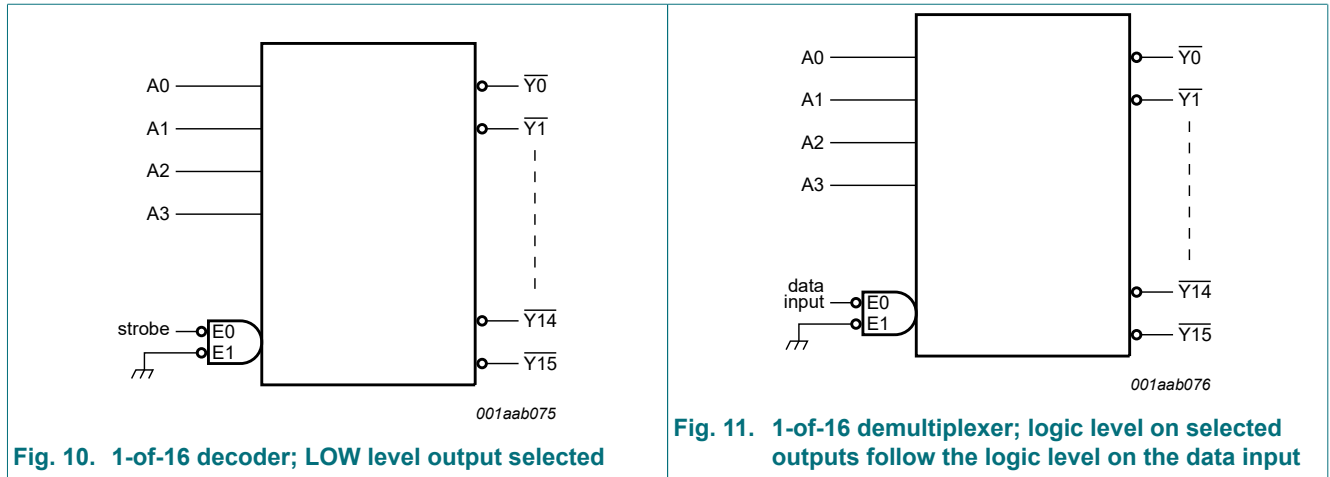 A0
A1
A2
A3
strobe
E0
E1
Y0
Y1
Y14
Y15
001aab075
Fig. 10. 1-of-16 decoder; LOW level output selected
A0
A1
A2
A3
data
input
E0
E1
Y0
Y1
Y14
Y15
001aab076
Fig. 11. 1-of-16 demultiplexer; logic level on selected
outputs follow the logic level on the data input